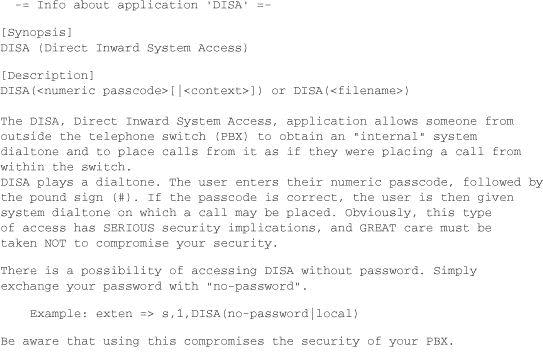 -= Info about application 'DISA' =-
[Synopsis]
DISA (Direct Inward System Access)
[Description]
DISA(<numeric passcode>[|<context>]) or DISA(<filename>)
The DISA, Direct Inward System Access, application allows someone from
outside the telephone switch (PBX) to obtain an "internal" system
dialtone and to place calls from it as if they were placing a call from
within the switch.
DISA plays a dialtone. The user enters their numeric passcode, followed by
the pound sign (#). If the passcode is correct, the user is then given
system dialtone on which a call may be placed. Obviously, this type
of access has SERIOUS security implications, and GREAT care must be
taken NOT to compromise your security.
There is a possibility of accessing DISA without password. Simply
exchange your password with "no-password".
Example: exten => s,1,DISA(no-password|local)
Be aware that using this compromises the security of your PBX.